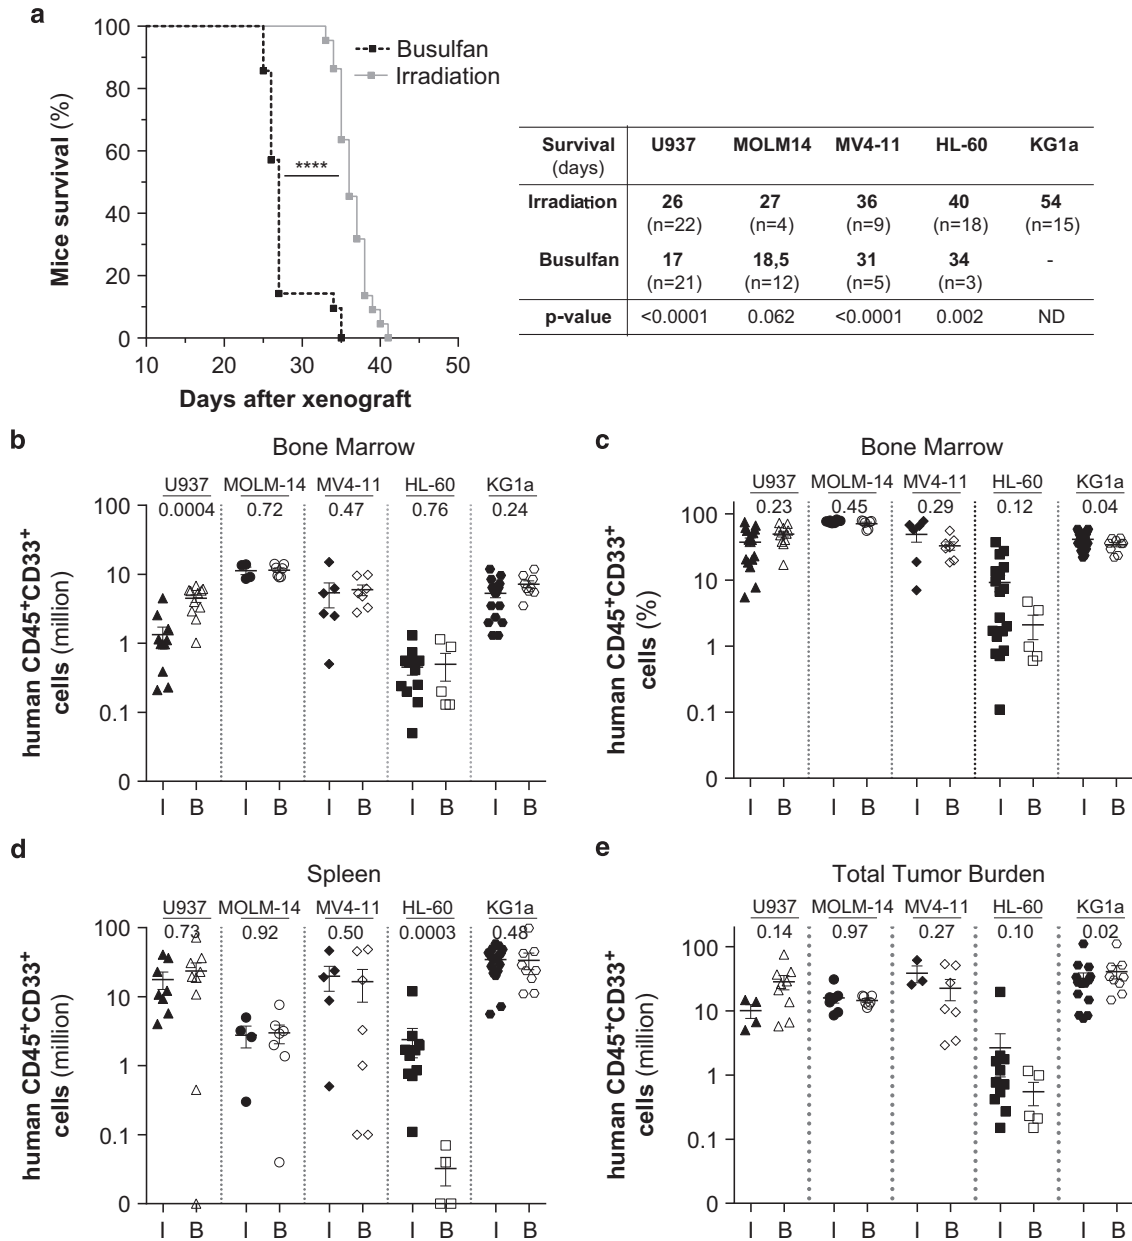 a
100
80
60
40
20
0
Mice survival (%)
Busulfan
Irradiation
****
10 20 30 40 50
Days after xenograft
Survival (days) U937 MOLM14 MV4-11 HL-60 KG1a
Irradiation 26 27 36 40 54
(n=22) (n=4) (n=9) (n=18) (n=15)
Busulfan 17 18,5 31 34 -
(n=21) (n=12) (n=5) (n=3)
p-value <0.0001 0.062 <0.0001 0.002 ND
b
Bone Marrow
U937 MOLM-14 MV4-11 HL-60 KG1a
0.0004 0.72 0.47 0.76 0.24
100
10
1
0.1
0
human CD45+CD33+
cells (million)
I B I B I B I B I B
c
Bone Marrow
U937 MOLM-14 MV4-11 HL-60 KG1a
0.23 0.45 0.29 0.12 0.04
100
10
1
0.1
0
human CD45+CD33+
cells (%)
I B I B I B I B I B
d
Spleen
U937 MOLM-14 MV4-11 HL-60 KG1a
0.73 0.92 0.50 0.0003 0.48
100
10
1
0.1
0
human CD45+CD33+
cells (million)
I B I B I B I B I B
e
Total Tumor Burden
U937 MOLM-14 MV4-11 HL-60 KG1a
0.14 0.97 0.27 0.10 0.02
100
10
1
0.1
0
human CD45+CD33+
cells (million)
I B I B I B I B I B